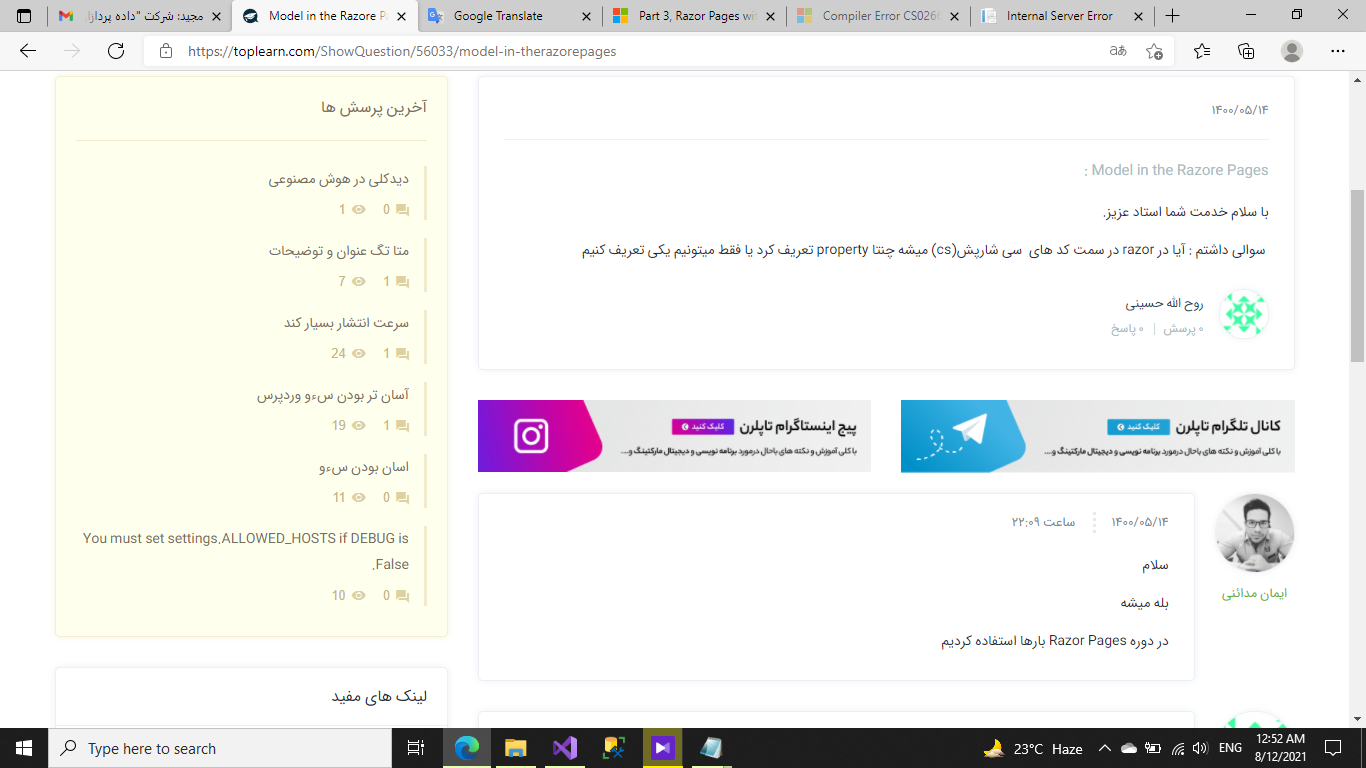 مجید: شرکت "داده پردازا
Model in the Razore P
Google Translate
Part 3, Razor Pages wi
Compiler Error CS026
Internal Server Error
https://toplearn.com/ShowQuestion/56033/model-in-therazorepages
۱۴۰۰/۰۵/۱۴
Model in the Razore Pages :
با سلام خدمت شما استاد عزیز.
سوالی داشتم : آیا در razor در سمت کد های سی شارپش(cs) میشه چنتا property تعریف کرد یا فقط میتونیم یکی تعریف کنیم
روح الله حسینی
۰ پرسش | ۰ پاسخ
کانال تلگرام تاپلرن
کلیک کنید
با کلی آموزش و نکته های باحال درمورد برنامه نویسی و دیجیتال مارکتینگ و....
پیج اینستاگرام تاپلرن
کلیک کنید
با کلی آموزش و نکته های باحال درمورد برنامه نویسی و دیجیتال مارکتینگ و....
ایمان مدائنی
۱۴۰۰/۰۵/۱۴
ساعت ۲۲:۰۹
سلام
بله میشه
در دوره Razor Pages بارها استفاده کردیم
آخرین پرسش ها
دیدکلی در هوش مصنوعی
0 1
متا تگ عنوان و توضیحات
1 7
سرعت انتشار بسیار کند
1 24
آسان تر بودن سءو وردپرس
1 19
اسان بودن سءو
0 11
You must set settings.ALLOWED_HOSTS if DEBUG is
False.
0 10
لینک های مفید
Type here to search
23°C Haze
ENG
12:52 AM
8/12/2021